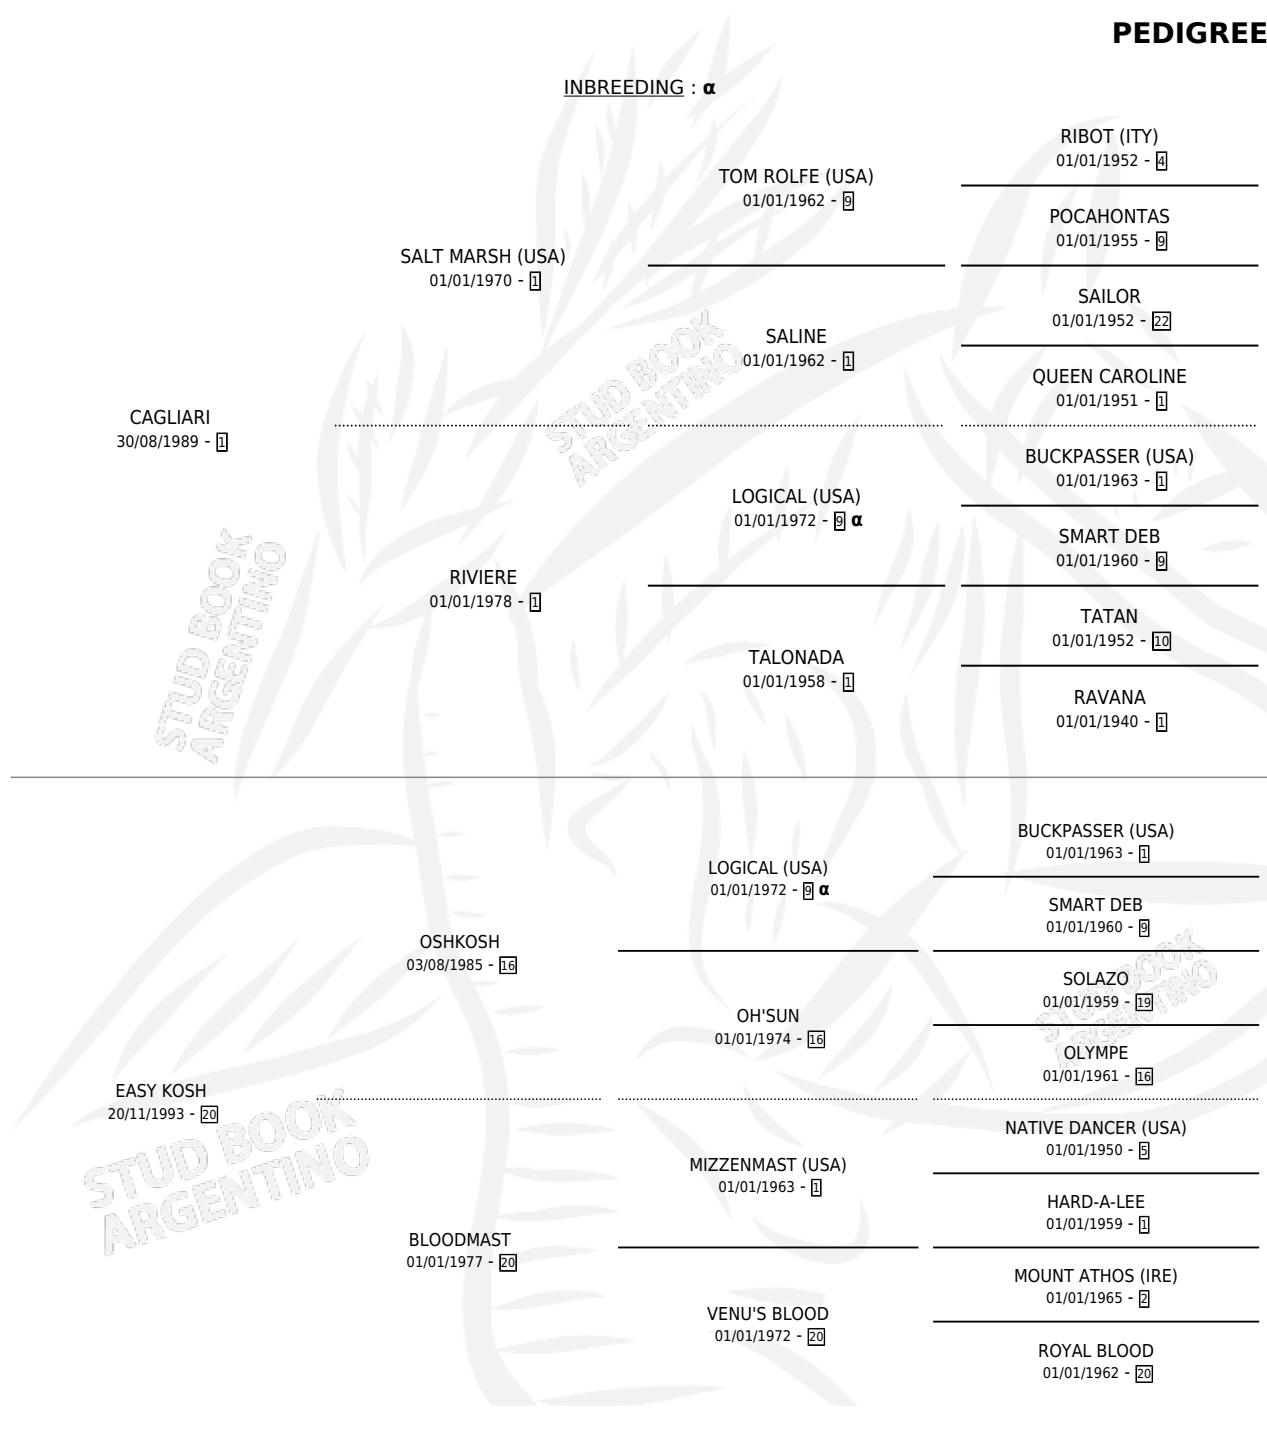 PEDIGREE
INBREEDING : α
RIBOT (ITY)
01/01/1952 - 4
TOM ROLFE (USA)
01/01/1962 - 9
POCAHONTAS
01/01/1955 - 9
SALT MARSH (USA)
01/01/1970 - 1
SAILOR
01/01/1952 - 22
SALINE
01/01/1962 - 1
QUEEN CAROLINE
01/01/1951 - 1
CAGLIARI
30/08/1989 - 1
BUCKPASSER (USA)
01/01/1963 - 1
LOGICAL (USA)
01/01/1972 - 9 α
SMART DEB
01/01/1960 - 9
RIVIERE
01/01/1978 - 1
TATAN
01/01/1952 - 10
TALONADA
01/01/1958 - 1
RAVANA
01/01/1940 - 1
BUCKPASSER (USA)
01/01/1963 - 1
LOGICAL (USA)
01/01/1972 - 9 α
SMART DEB
01/01/1960 - 9
OSHKOSH
03/08/1985 - 16
SOLAZO
01/01/1959 - 19
OH'SUN
01/01/1974 - 16
OLYMPE
01/01/1961 - 16
EASY KOSH
20/11/1993 - 20
NATIVE DANCER (USA)
01/01/1950 - 5
MIZZENMAST (USA)
01/01/1963 - 1
HARD-A-LEE
01/01/1959 - 1
BLOODMAST
01/01/1977 - 20
MOUNT ATHOS (IRE)
01/01/1965 - 2
VENU'S BLOOD
01/01/1972 - 20
ROYAL BLOOD
01/01/1962 - 20
STUD BOOK
ARGENTINO
STUD BOOK
ARGENTINO
STUD BOOK
ARGENTINO
STUD BOOK
ARGENTINO